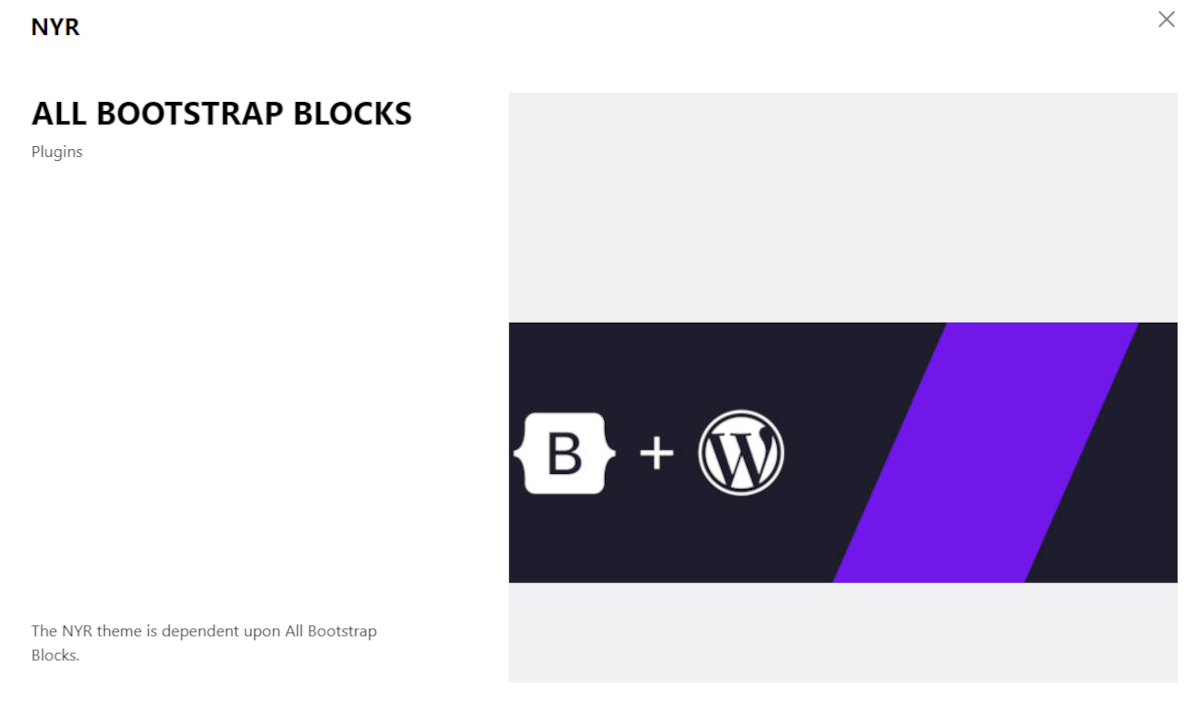 NYR
ALL BOOTSTRAP BLOCKS
Plugins
B + W
The NYR theme is dependent upon All Bootstrap
Blocks.